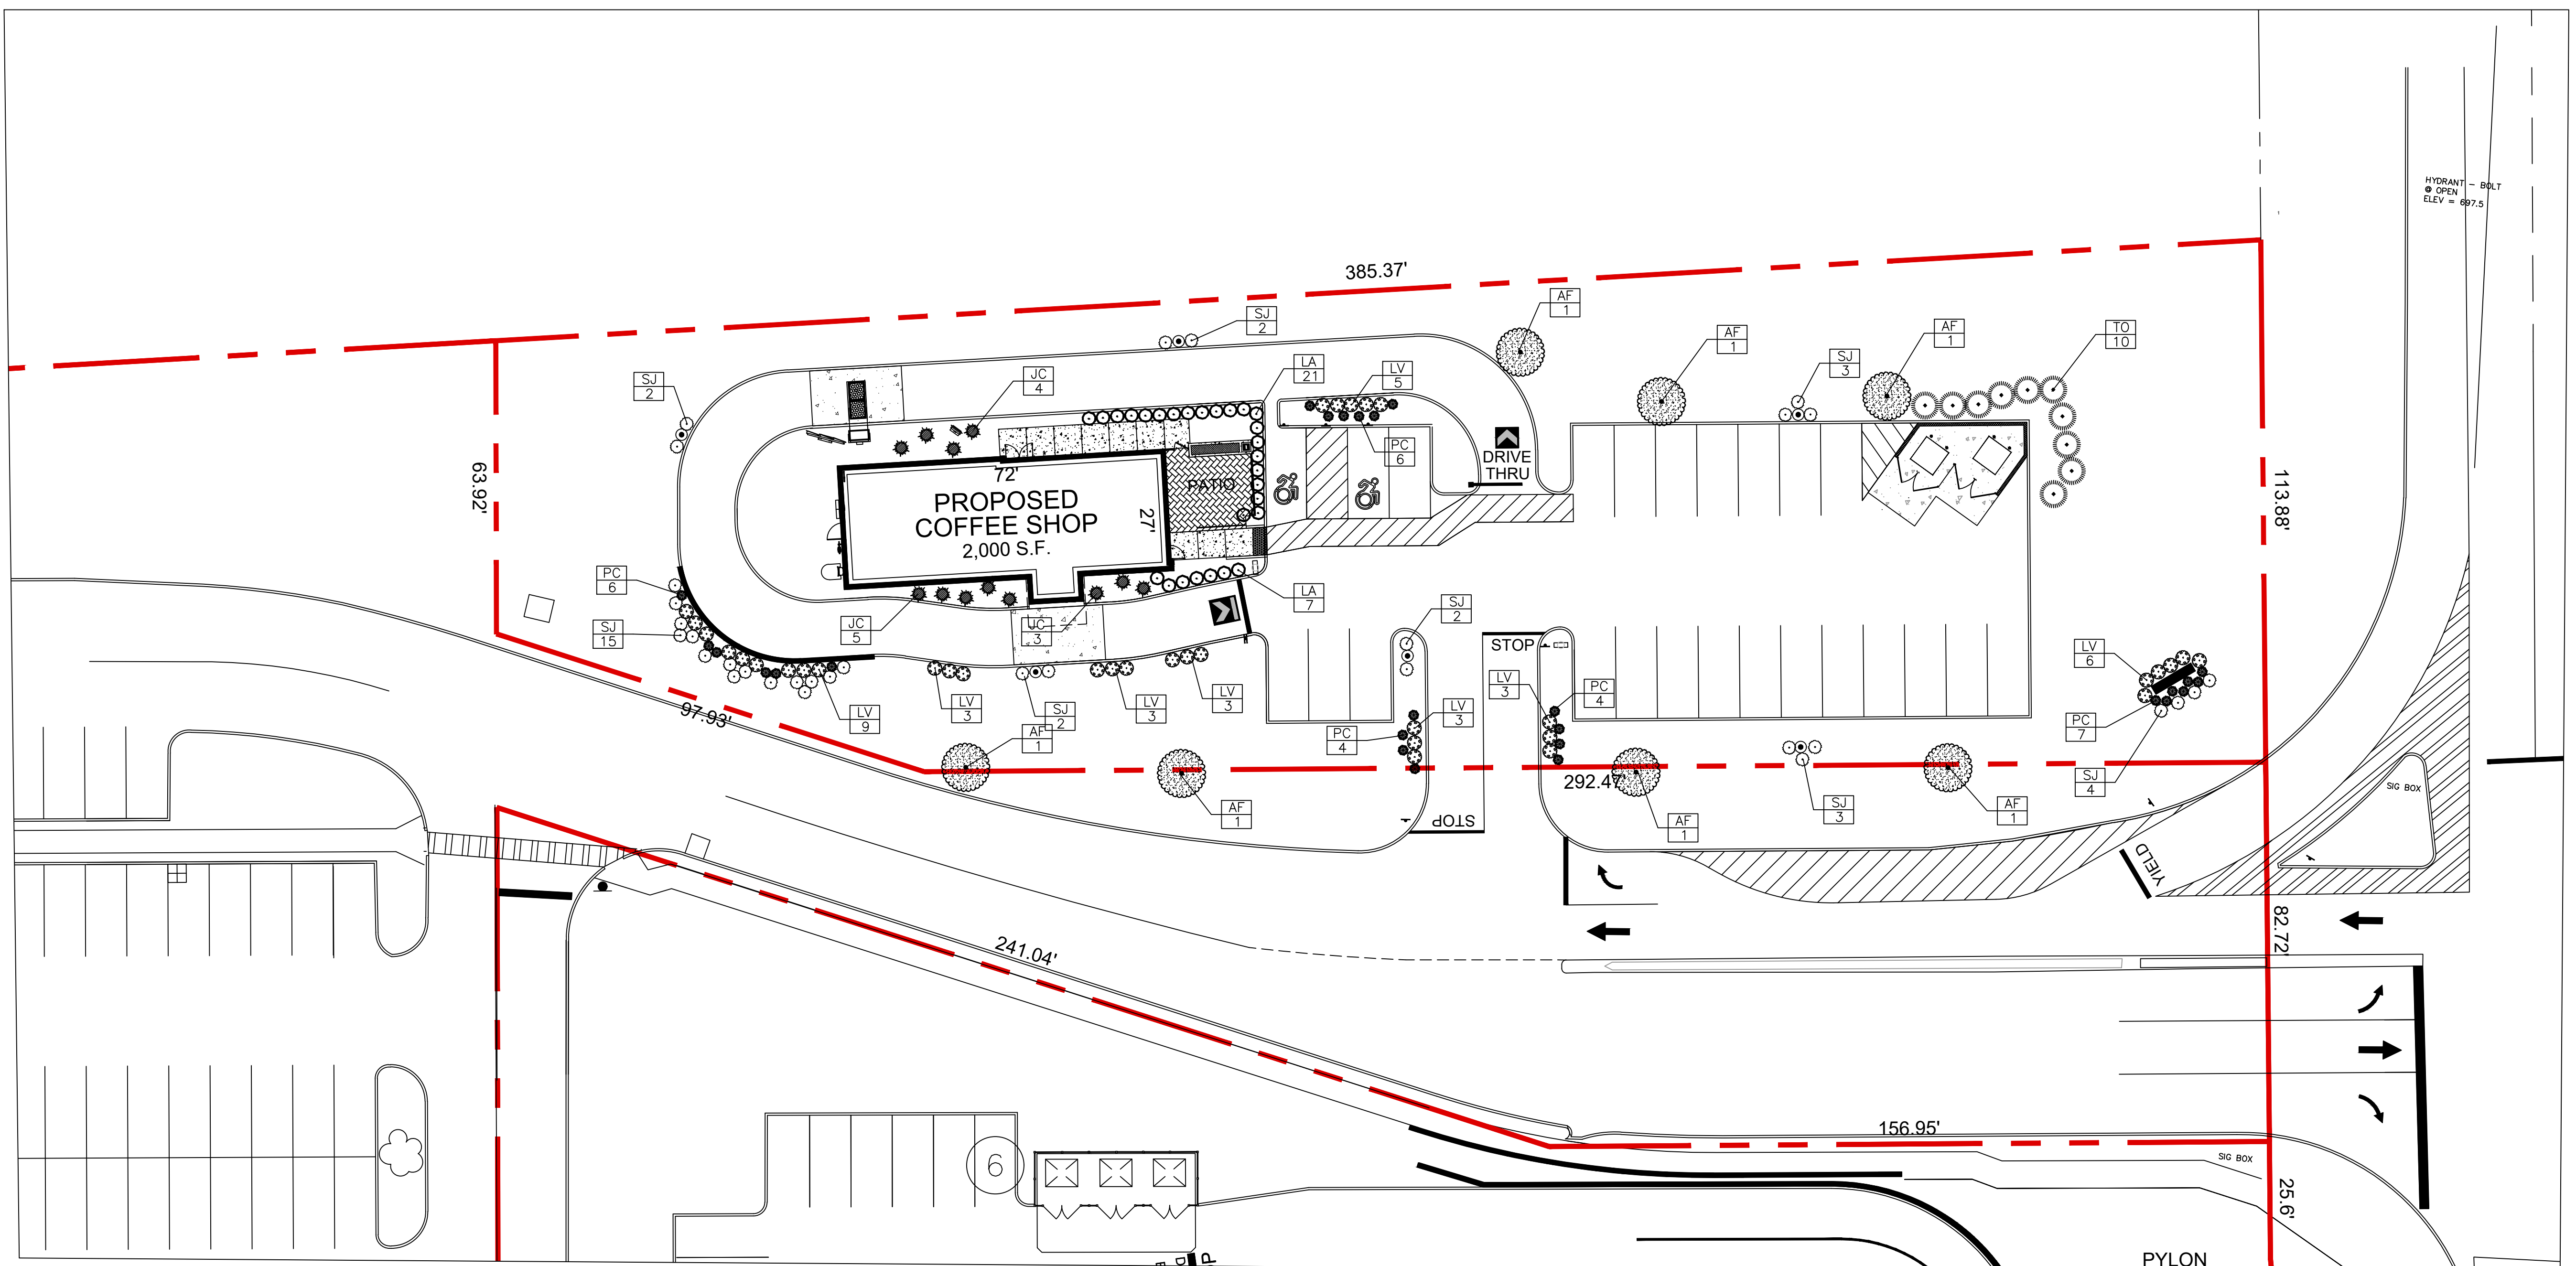 HYDRANT – BOLT
@ OPEN
ELEV = 697.5
385.37'
AF
1
SJ
2
AF
1
AF
1
TO
10
SJ
3
LA
21
LV
5
JC
4
SJ
2
PC
6
DRIVE
THRU
63.92'
72'
PATIO
PROPOSED
COFFEE SHOP
2,000 S.F.
27'
113.88'
PC
6
SJ
15
JC
5
JC
3
LA
7
SJ
2
STOP
LV
6
LV
3
PC
4
LV
3
PC
4
LV
9
LV
3
SJ
2
LV
3
LV
3
97.93'
AF
1
PC
7
SJ
4
292.47'
AF
1
AF
1
SJ
3
AF
1
STOP
SIG BOX
YIELD
82.72'
241.04'
156.95'
SIG BOX
6
25.6'
PYLON